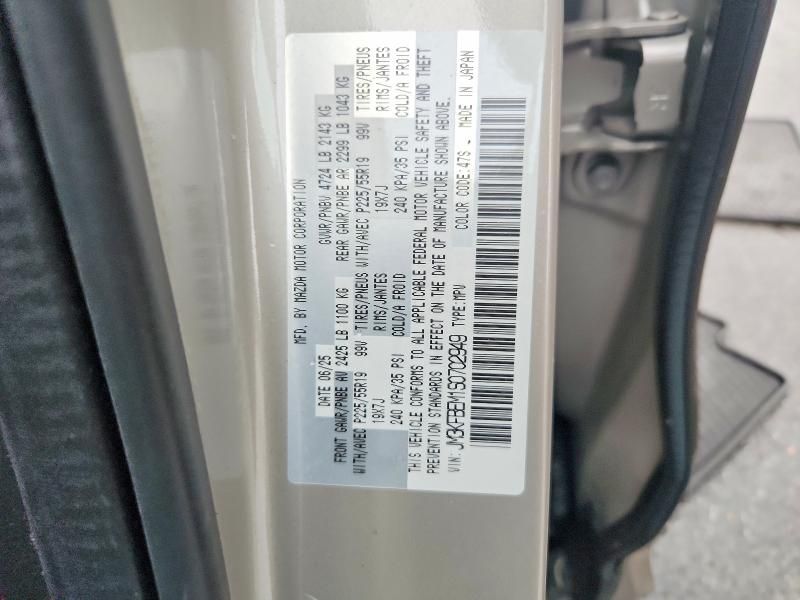 MFD. BY MAZDA MOTOR CORPORATION
DATE 06/25 GVWR/PNBV 4724 LB 2143 KG
FRONT GAWR/PNBE AV 2425 LB 1100 KG REAR GAWR/PNBE AR 2299 LB 1043 KG
WITH/AVEC P225/55R19 99V TIRES/PNEUS WITH/AVEC P225/55R19 99V TIRES/PNEUS
19X7J RIMS/JANTES 19X7J RIMS/JANTES
240 KPA/35 PSI COLD/A FROID 240 KPA/35 PSI COLD/A FROID
THIS VEHICLE CONFORMS TO ALL APPLICABLE FEDERAL MOTOR VEHICLE SAFETY AND THEFT
PREVENTION STANDARDS IN EFFECT ON THE DATE OF MANUFACTURE SHOWN ABOVE.
VIN: JM3KFBEM1S0702949 TYPE:MPV COLOR CODE:47S MADE IN JAPAN